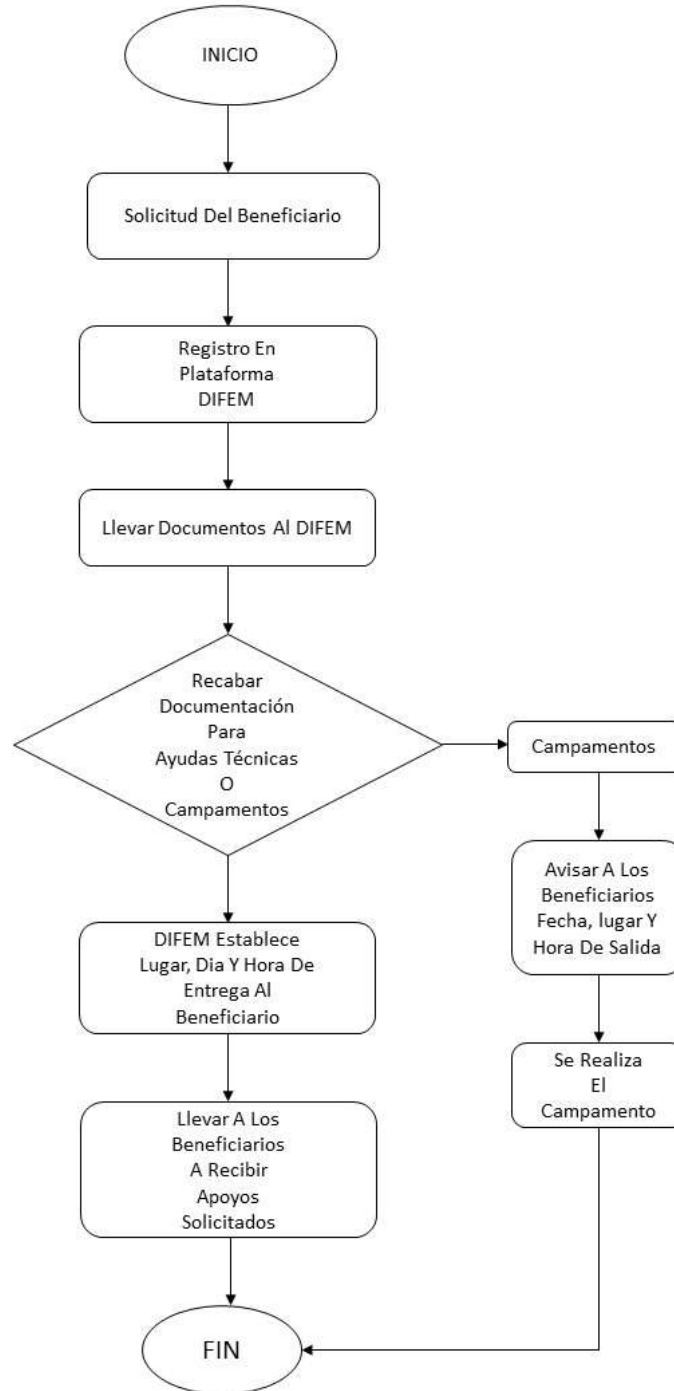 INICIO
Solicitud Del Beneficiario
Registro En
Plataforma
DIFEM
Llevar Documentos Al DIFEM
Recabar
Documentación
Para
Ayudas Técnicas
O
Campamentos
Campamentos
Avisar A Los
Beneficiarios
Fecha, lugar Y
Hora De Salida
Se Realiza
El
Campamento
DIFEM Establece
Lugar, Dia Y Hora De
Entrega Al
Beneficiario
Llevar A Los
Beneficiarios
A Recibir
Apoyos
Solicitados
FIN